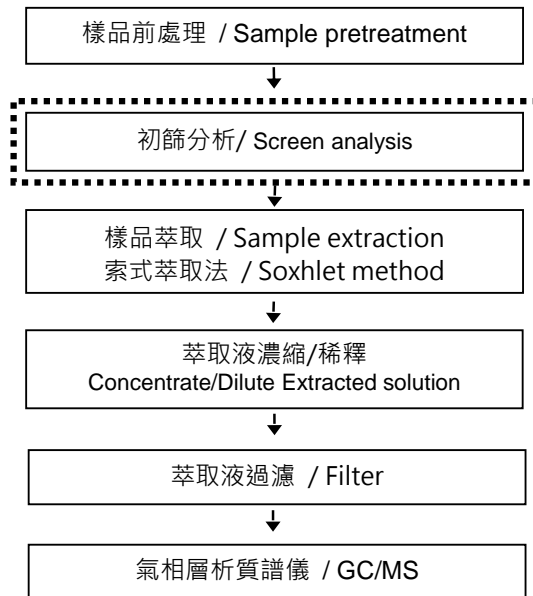 樣品前處理 / Sample pretreatment
初篩分析/ Screen analysis
樣品萃取 / Sample extraction
索式萃取法 / Soxhlet method
萃取液濃縮/稀釋
Concentrate/Dilute Extracted solution
萃取液過濾 / Filter
氣相層析質譜儀 / GC/MS